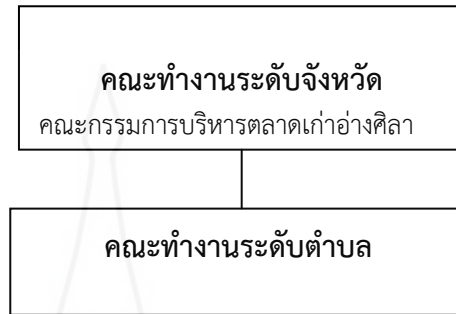 คณะทำงานระดับจังหวัด
คณะกรรมการบริหารตลาดเก่าอ่างศิลา
คณะทำงานระดับตำบล